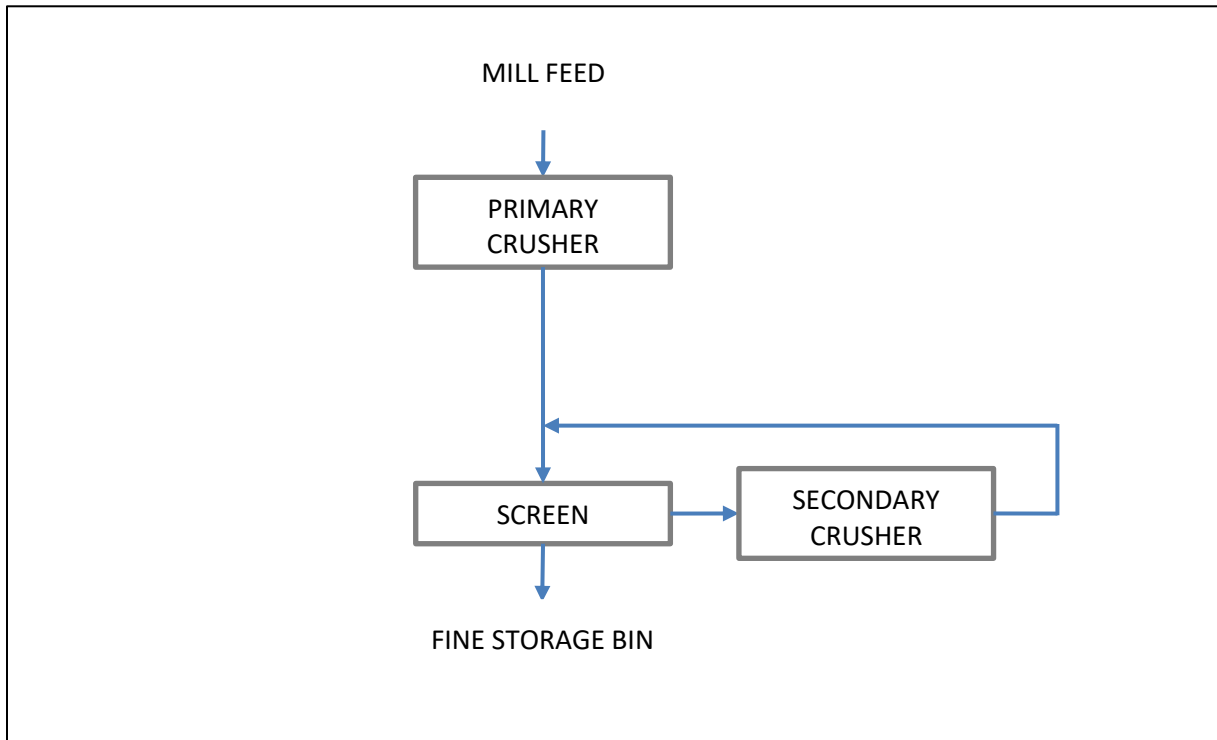 MILL FEED
PRIMARY
CRUSHER
SCREEN
SECONDARY
CRUSHER
FINE STORAGE BIN